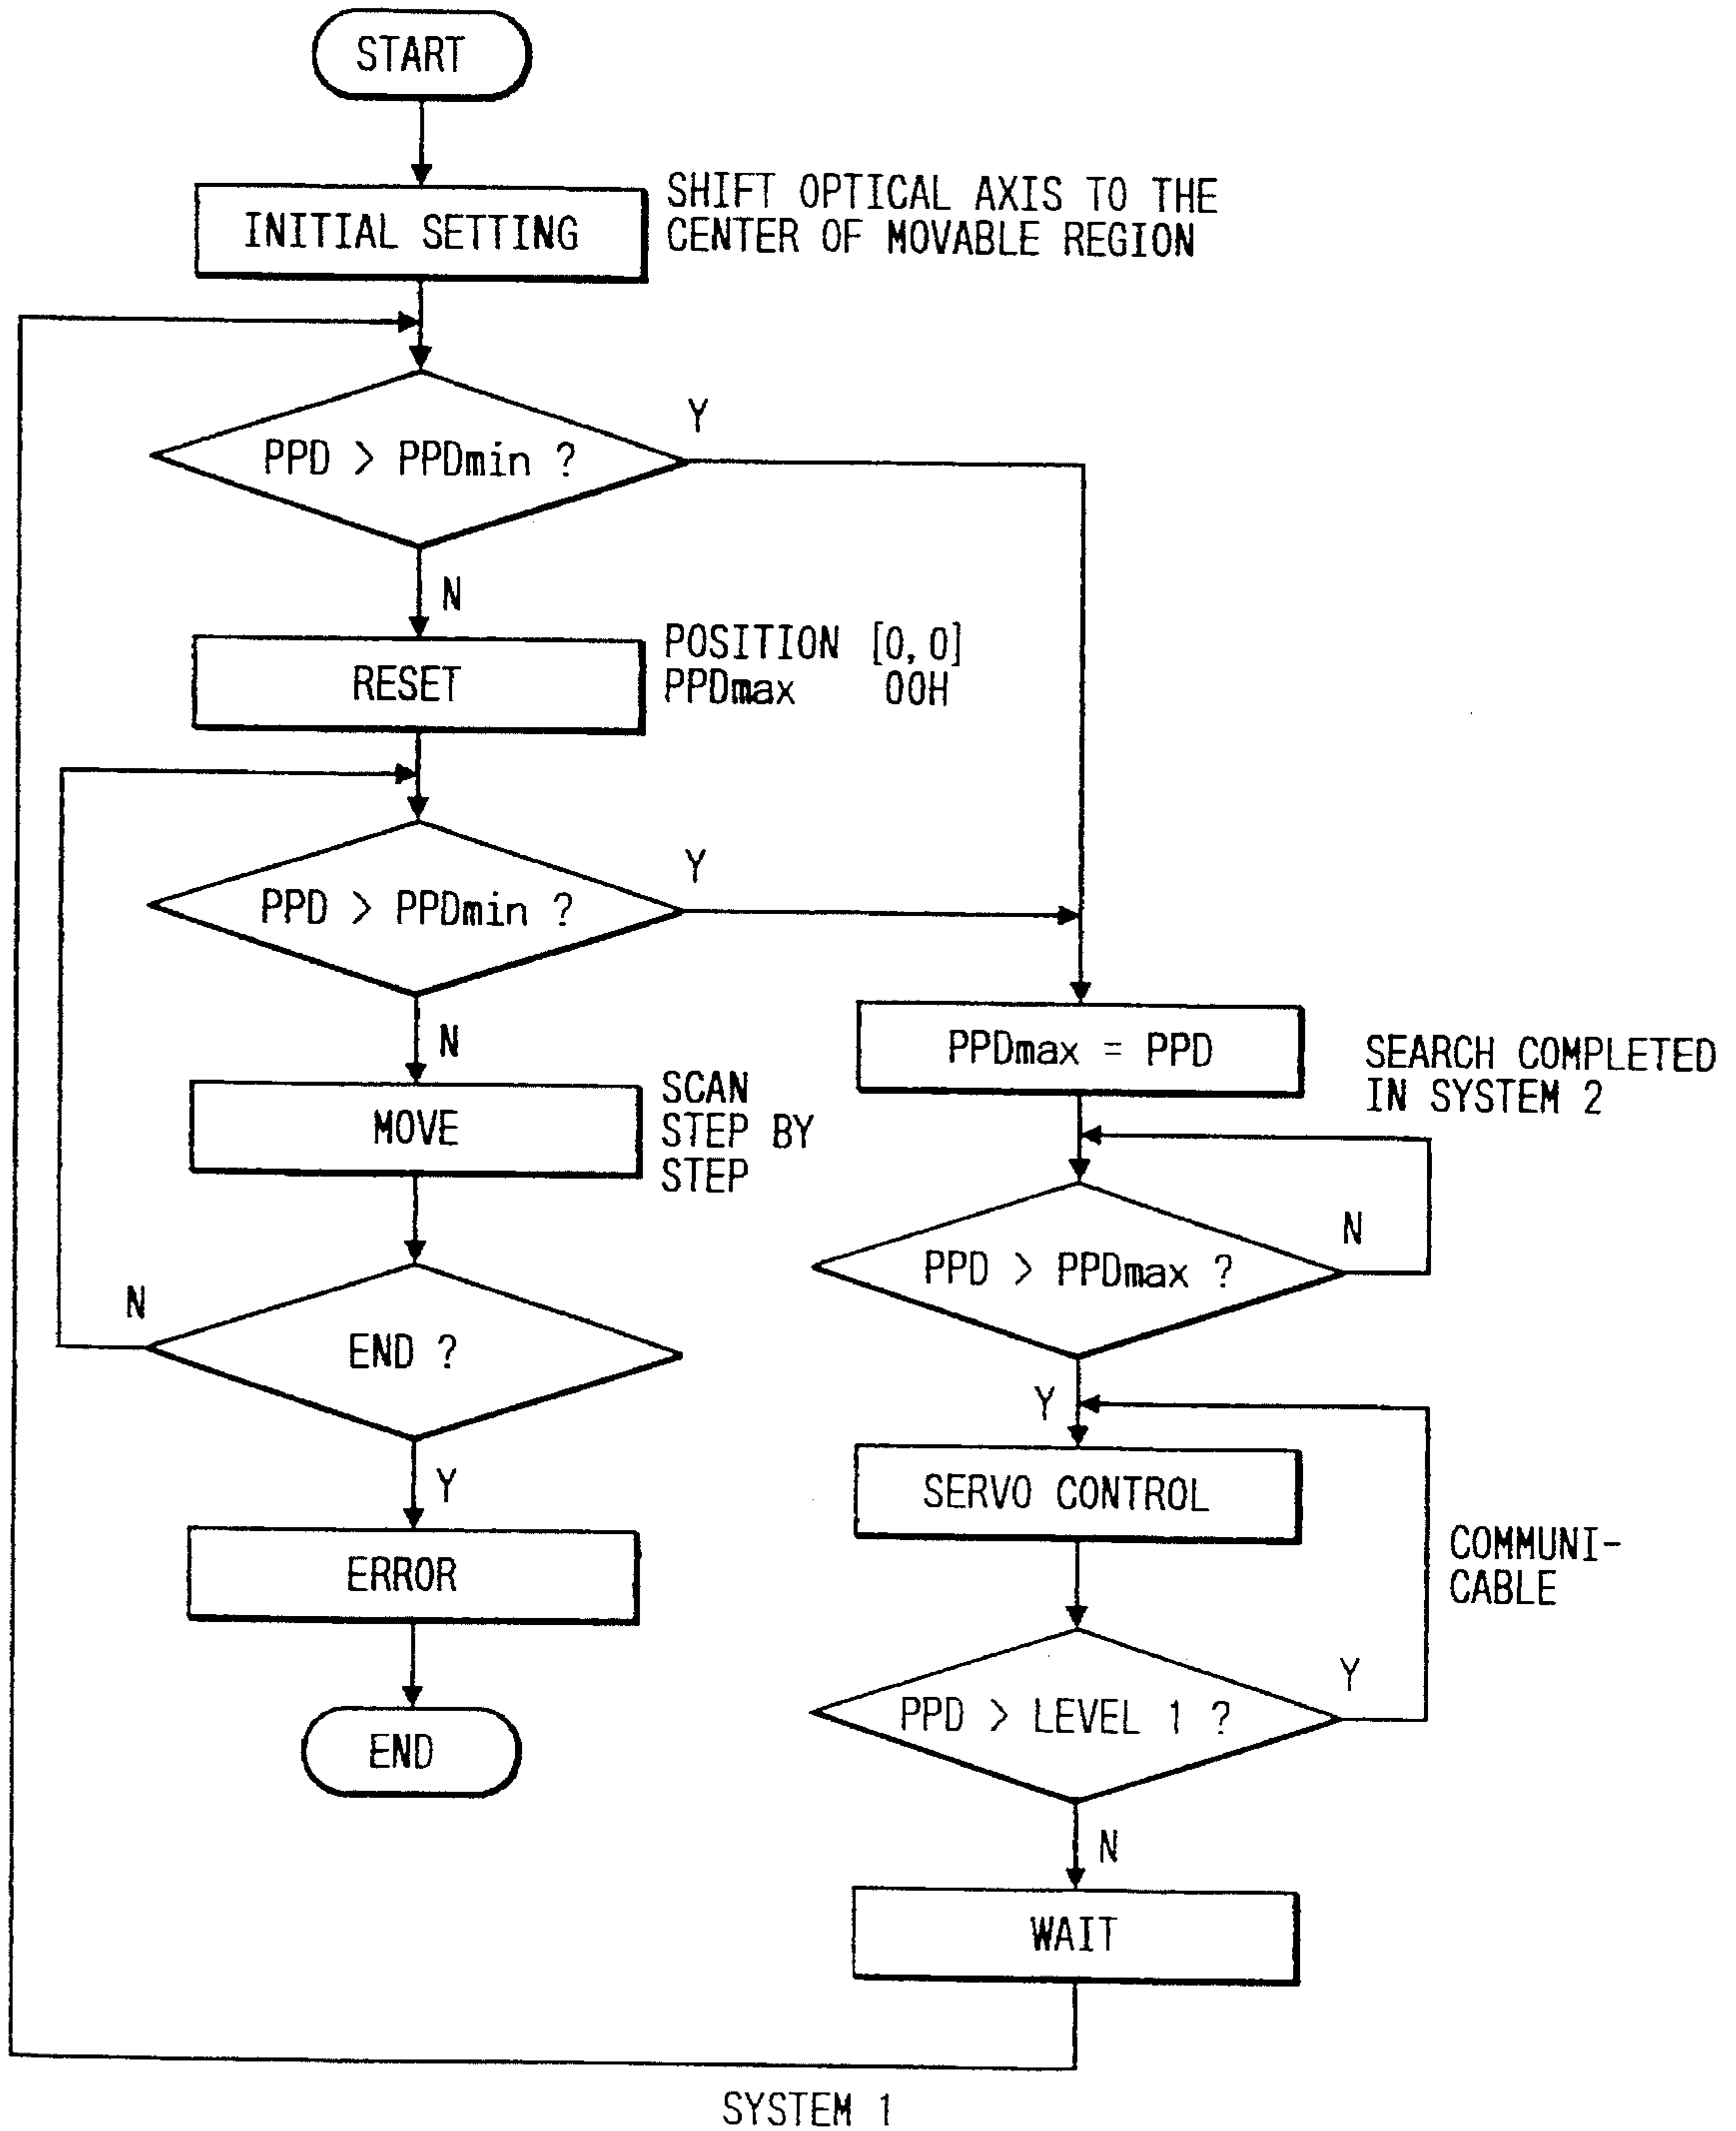 START
INITIAL SETTING
SHIFT OPTICAL AXIS TO THE
CENTER OF MOVABLE REGION
PPD > PPDmin ?
Y
N
RESET
POSITION [0,0]
PPDmax 00H
PPD > PPDmin ?
Y
N
MOVE
SCAN
STEP BY
STEP
END ?
N
Y
ERROR
END
PPDmax = PPD
SEARCH COMPLETED
IN SYSTEM 2
PPD > PPDmax ?
N
Y
SERVO CONTROL
COMMUNI-
CABLE
PPD > LEVEL 1 ?
Y
N
WAIT
SYSTEM 1